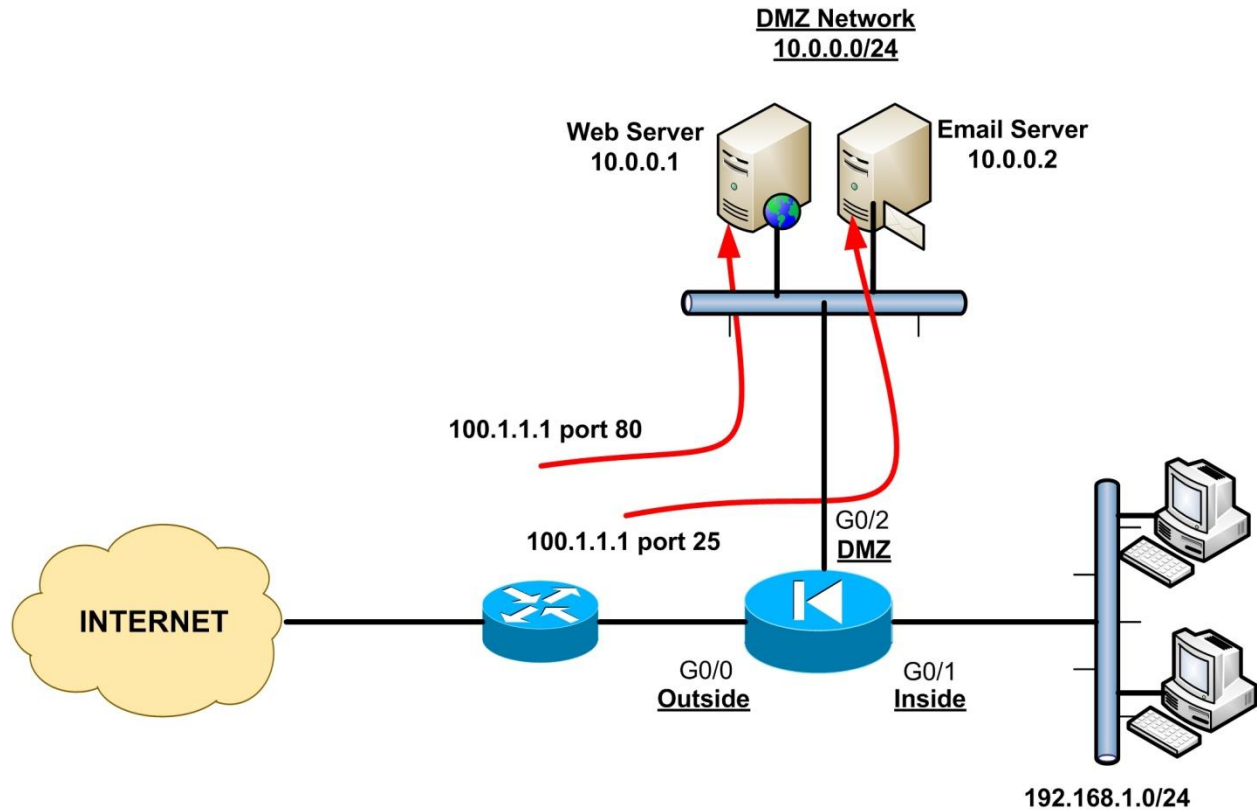 DMZ Network
10.0.0.0/24
Web Server
10.0.0.1
Email Server
10.0.0.2
100.1.1.1 port 80
100.1.1.1 port 25
G0/2
DMZ
INTERNET
G0/0
Outside
G0/1
Inside
192.168.1.0/24